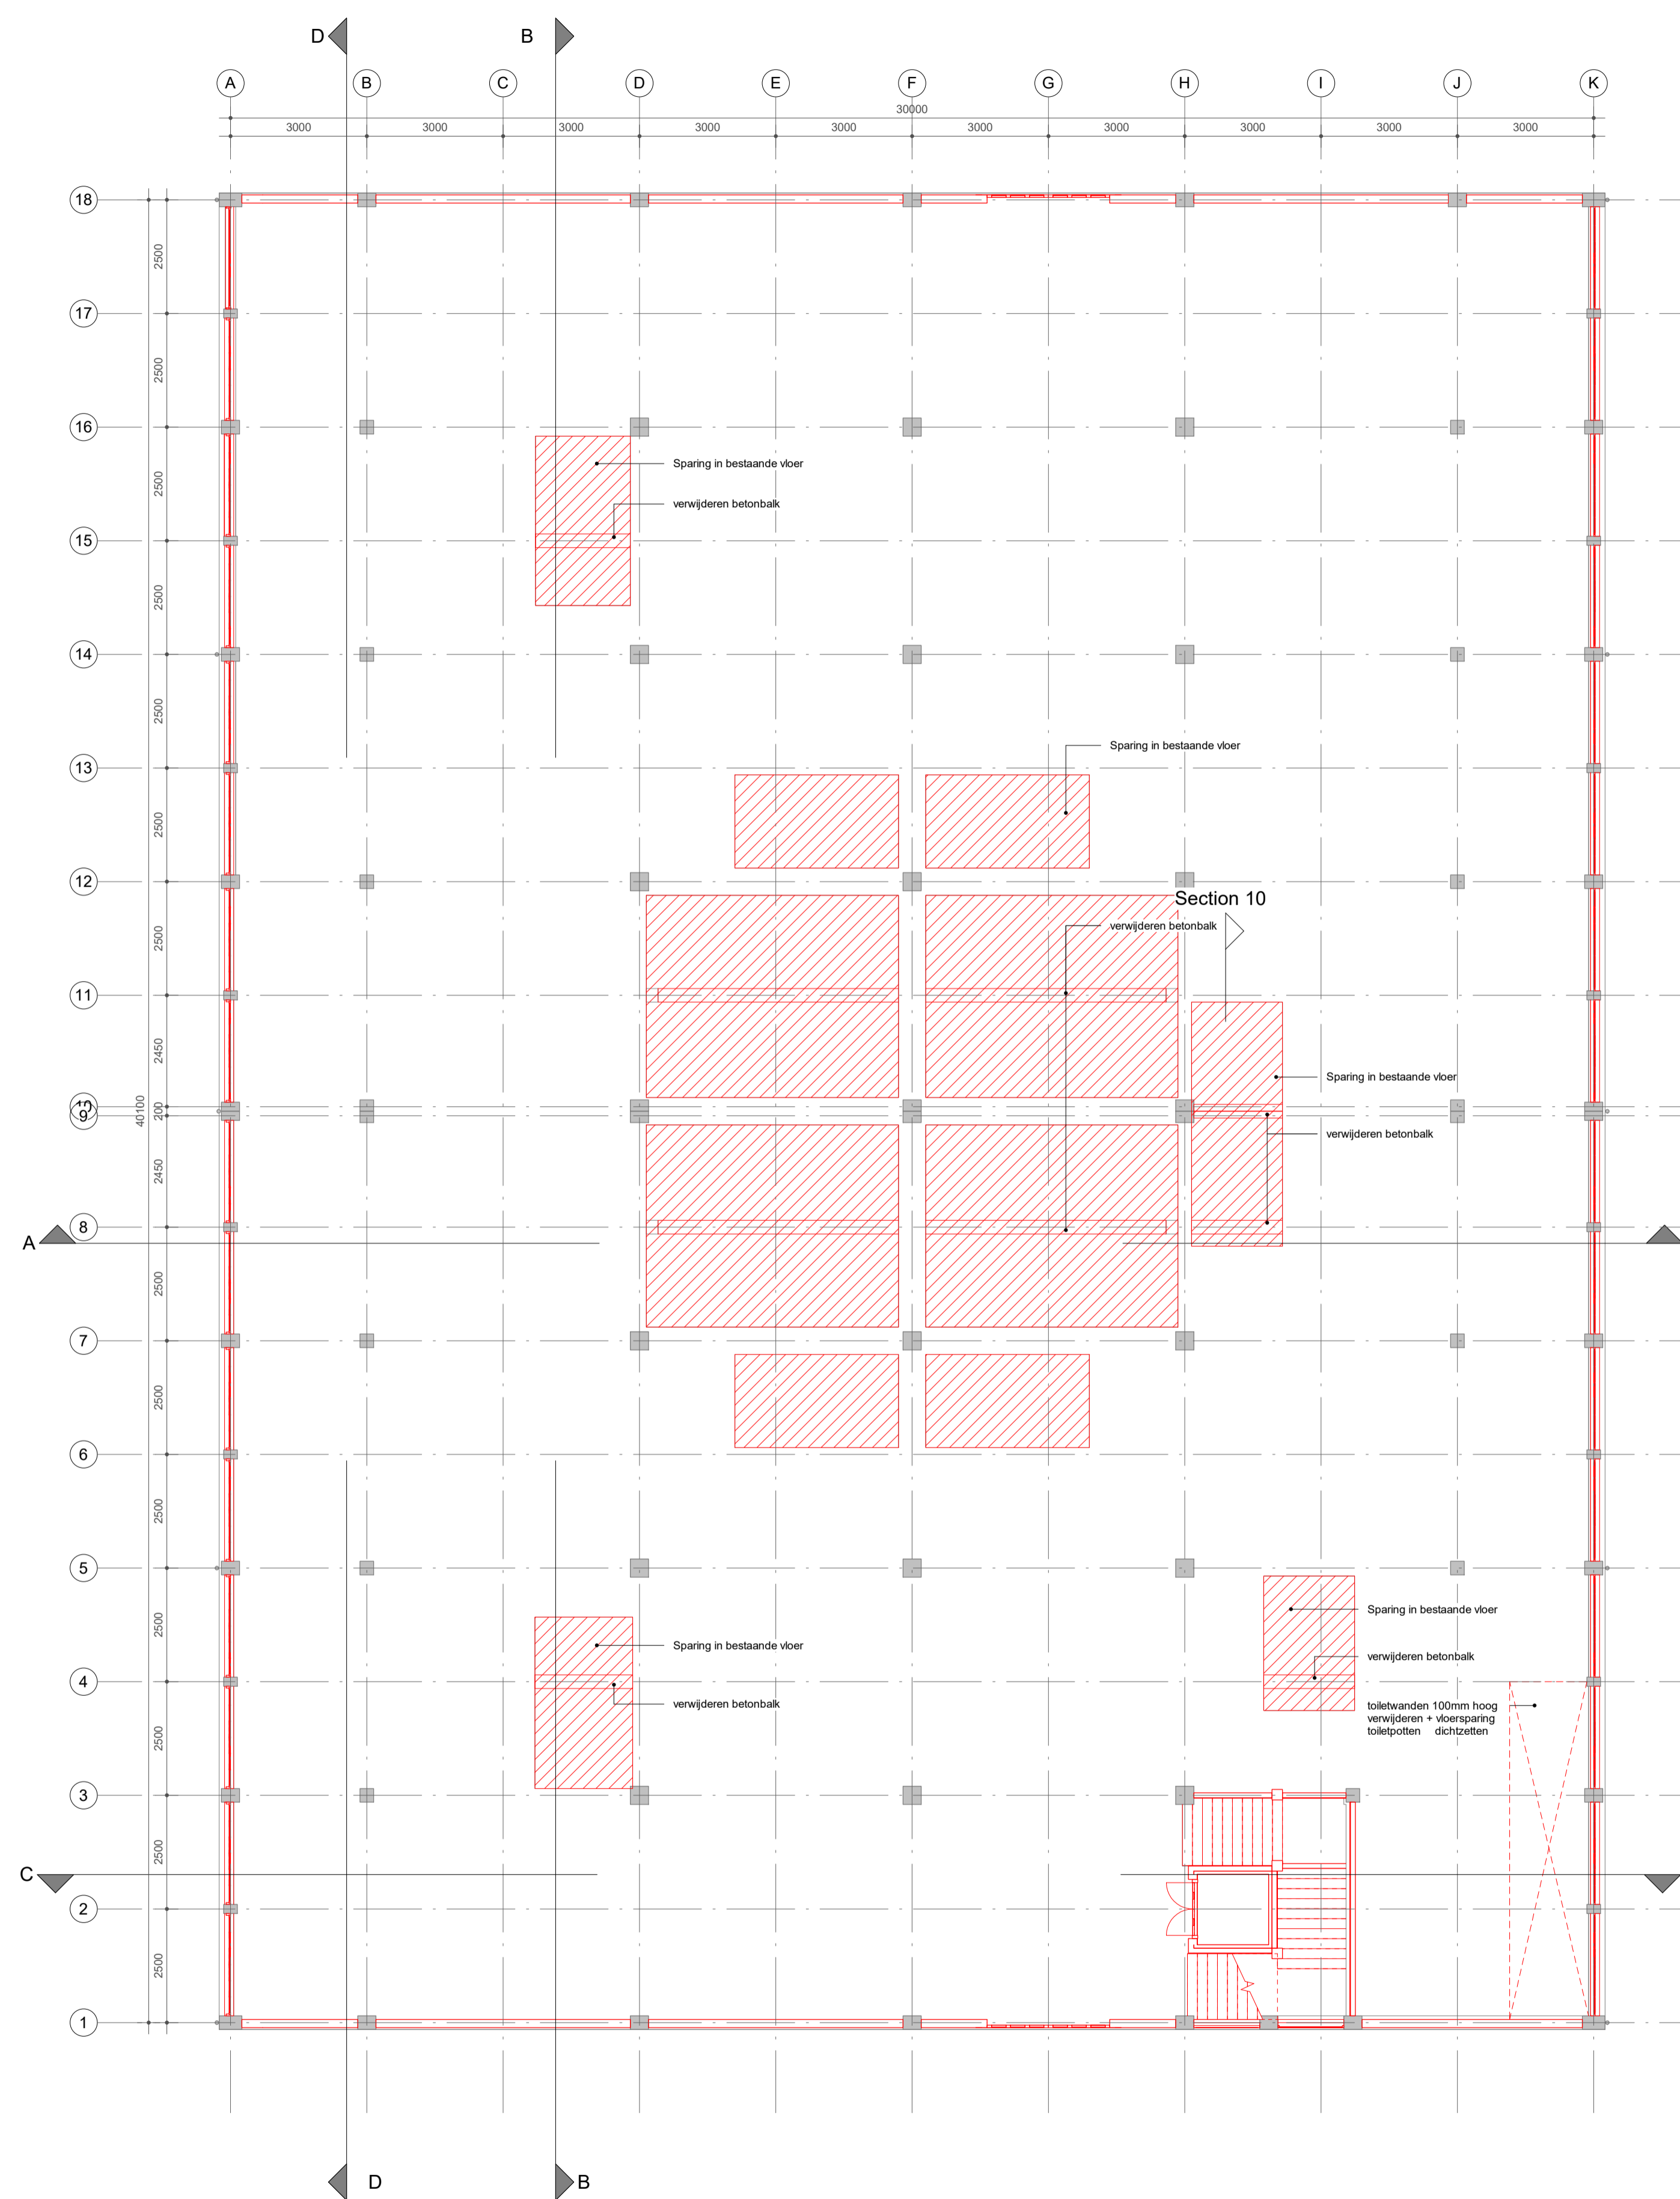 D
B
A
B
C
D
E
F
G
H
I
J
K
30000
3000
3000
3000
3000
3000
3000
3000
3000
3000
3000
18
2500
17
2500
16
Sparing in bestaande vloer
2500
verwijderen betonbalk
15
2500
14
2500
Sparing in bestaande vloer
13
2500
12
Section 10
verwijderen betonbalk
2500
11
2450
Sparing in bestaande vloer
40100
200
9
verwijderen betonbalk
2450
8
A
2500
7
2500
6
2500
5
Sparing in bestaande vloer
2500
Sparing in bestaande vloer
verwijderen betonbalk
4
verwijderen betonbalk
toiletwanden 100mm hoog
verwijderen + vloersparing
toiletpotten dichtzetten
2500
3
2500
C
2
2500
1
D
B